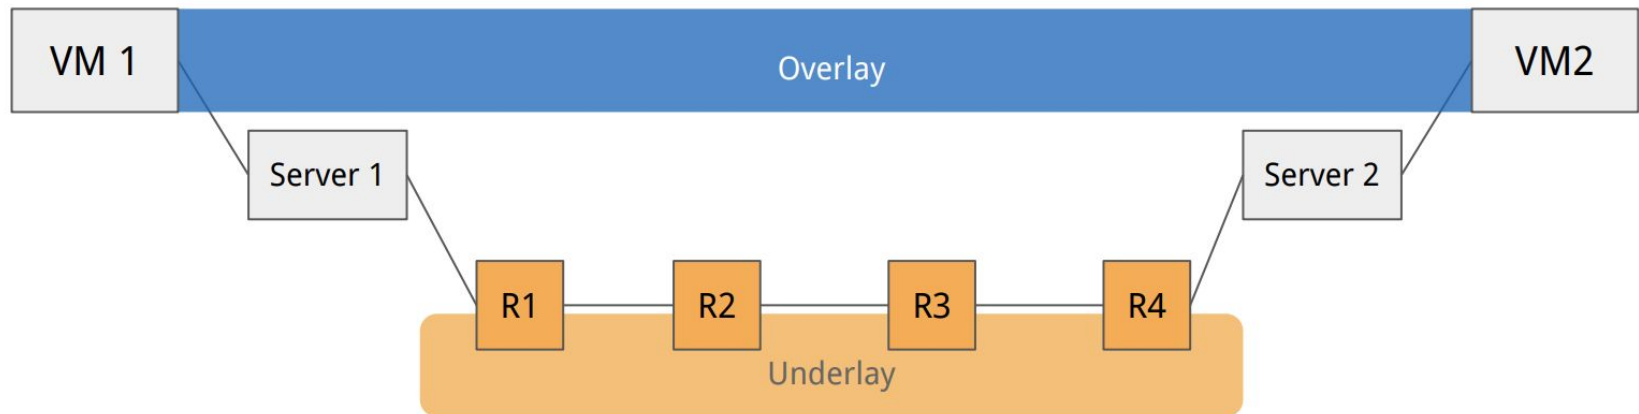 VM 1
Overlay
VM2
Server 1
Server 2
R1
R2
R3
R4
Underlay